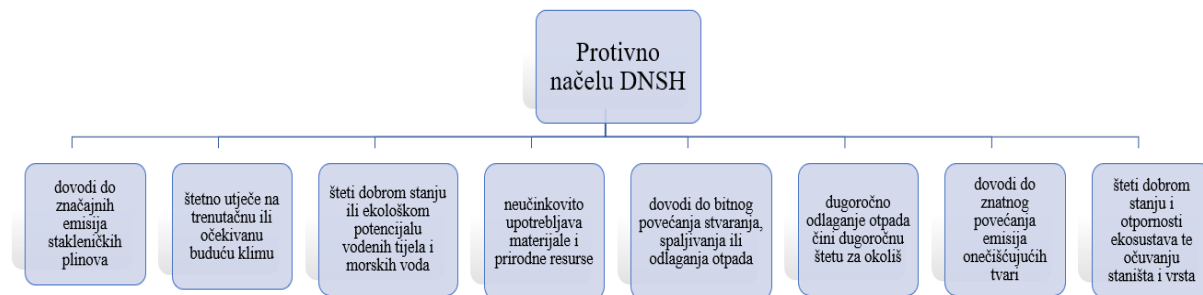 Protivno
načelu DNSH
dovodi do
značajnih
emisija
stakleničkih
plinova
štetno utječe na
trenutačnu ili
očekivanu
buduću klimu
šteti dobrom stanju
ili ekološkom
potencijalu
vodenih tijela i
morskih voda
neučinkovito
upotrebljava
materijale i
prirodne resurse
dovodi do bitnog
povećanja stvaranja,
spaljivanja ili
odlaganja otpada
dugoročno
odlaganje otpada
čini dugoročnu
štetu za okoliš
dovodi do
znatnog
povećanja
emisija
onečišćujućih
tvari
šteti dobrom
stanju i
otpornosti
ekosustava te
očuvanju
staništa i vrsta